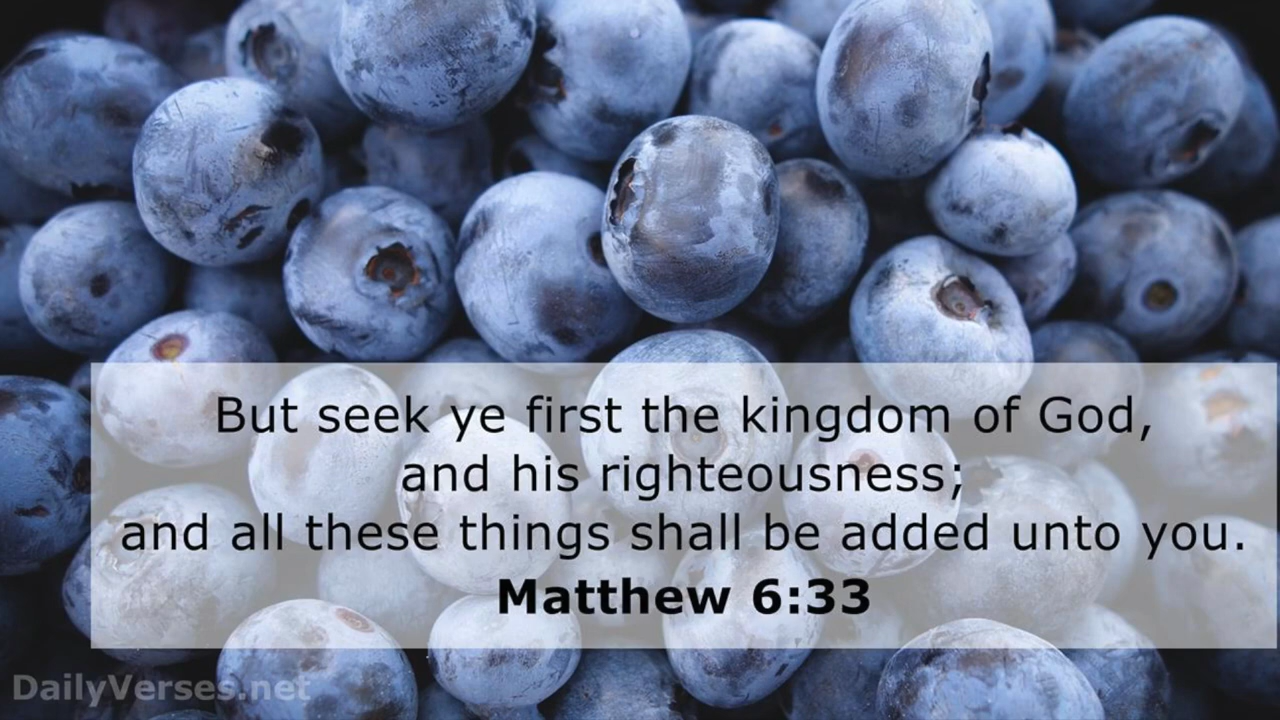 But seek ye first the kingdom of God,
and his righteousness;
and all these things shall be added unto you.
Matthew 6:33
DailyVerses.net